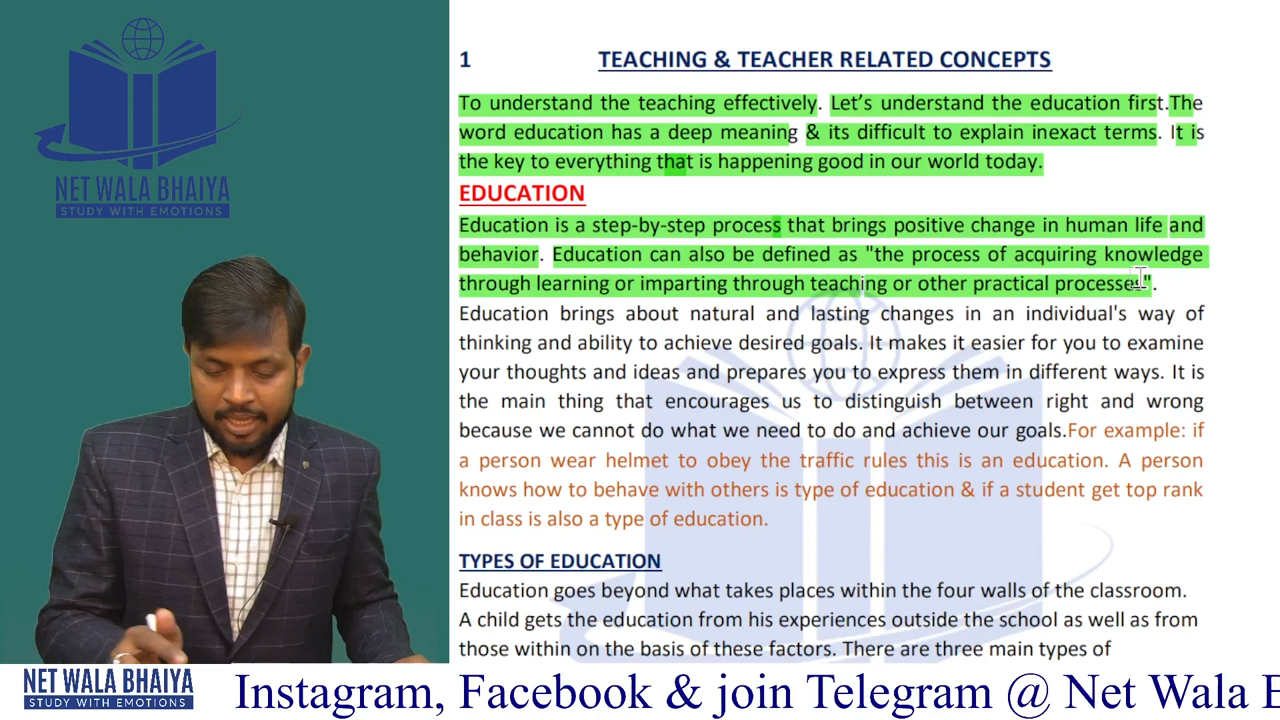 NET WALA BHAIYA
STUDY WITH EMOTIONS
1 TEACHING & TEACHER RELATED CONCEPTS
To understand the teaching effectively. Let’s understand the education first.The
word education has a deep meaning & its difficult to explain inexact terms. It is
the key to everything that is happening good in our world today.
EDUCATION
Education is a step-by-step process that brings positive change in human life and
behavior. Education can also be defined as "the process of acquiring knowledge
through learning or imparting through teaching or other practical processes".
Education brings about natural and lasting changes in an individual's way of
thinking and ability to achieve desired goals. It makes it easier for you to examine
your thoughts and ideas and prepares you to express them in different ways. It is
the main thing that encourages us to distinguish between right and wrong
because we cannot do what we need to do and achieve our goals.For example: if
a person wear helmet to obey the traffic rules this is an education. A person
knows how to behave with others is type of education & if a student get top rank
in class is also a type of education.
TYPES OF EDUCATION
Education goes beyond what takes places within the four walls of the classroom.
A child gets the education from his experiences outside the school as well as from
those within on the basis of these factors. There are three main types of
NET WALA BHAIYA
STUDY WITH EMOTIONS
Instagram, Facebook & join Telegram @ Net Wala